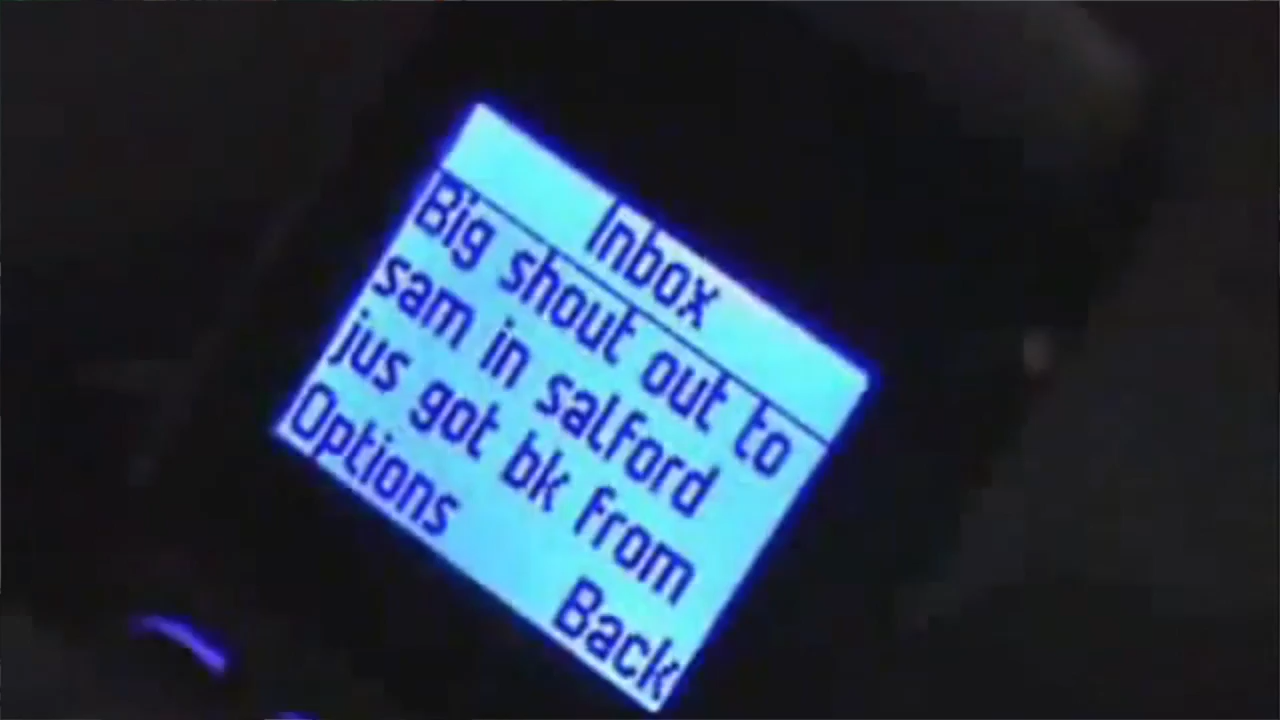 Inbox
Big shout out to
sam in salford
jus got bk from
Options
Back